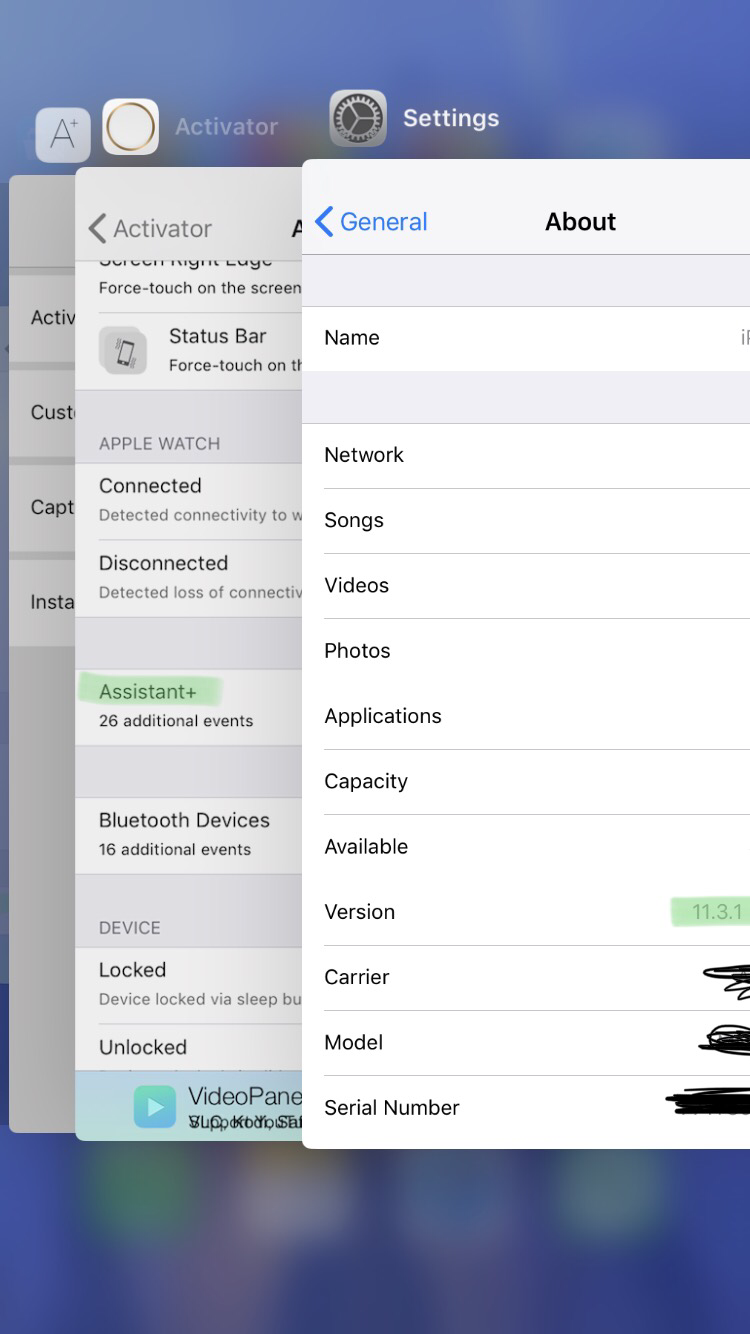 A+
Activator
Settings
Activ
Cust
Capt
Insta
Activator
A
Screen Right Edge
Force-touch on the screen
Status Bar
Force-touch on th
APPLE WATCH
Connected
Detected connectivity to w
Disconnected
Detected loss of connectiv
Assistant+
26 additional events
Bluetooth Devices
16 additional events
DEVICE
Locked
Device locked via sleep bu
Unlocked
VideoPane
General
About
Name
iP
Network
Songs
Videos
Photos
Applications
Capacity
Available
Version 11.3.1
Carrier
Model
Serial Number